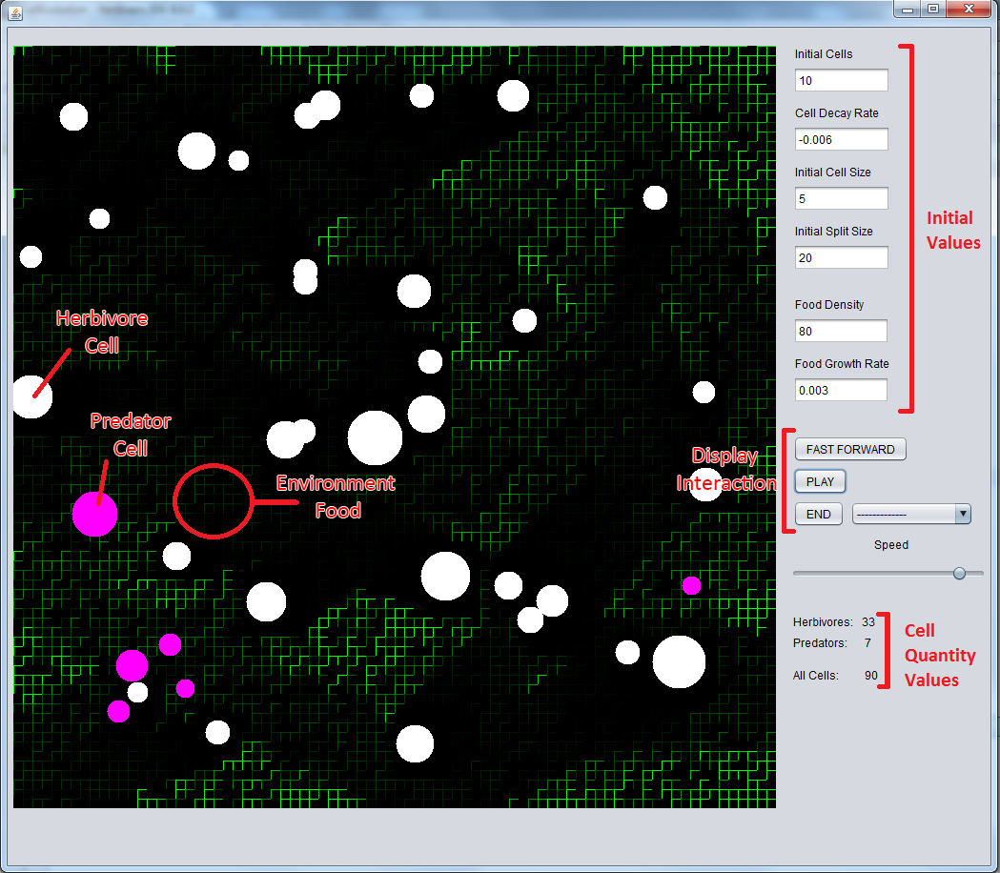 Initial Cells
10
Cell Decay Rate
-0.006
Initial Cell Size
5
Initial Split Size
20
Food Density
80
Food Growth Rate
0.003
Initial
Values
Herbivore
Cell
Predator
Cell
Environment
Food
Display
Interaction
FAST FORWARD
PLAY
END
-------------
Speed
Herbivores: 33
Predators: 7
All Cells: 90
Cell
Quantity
Values